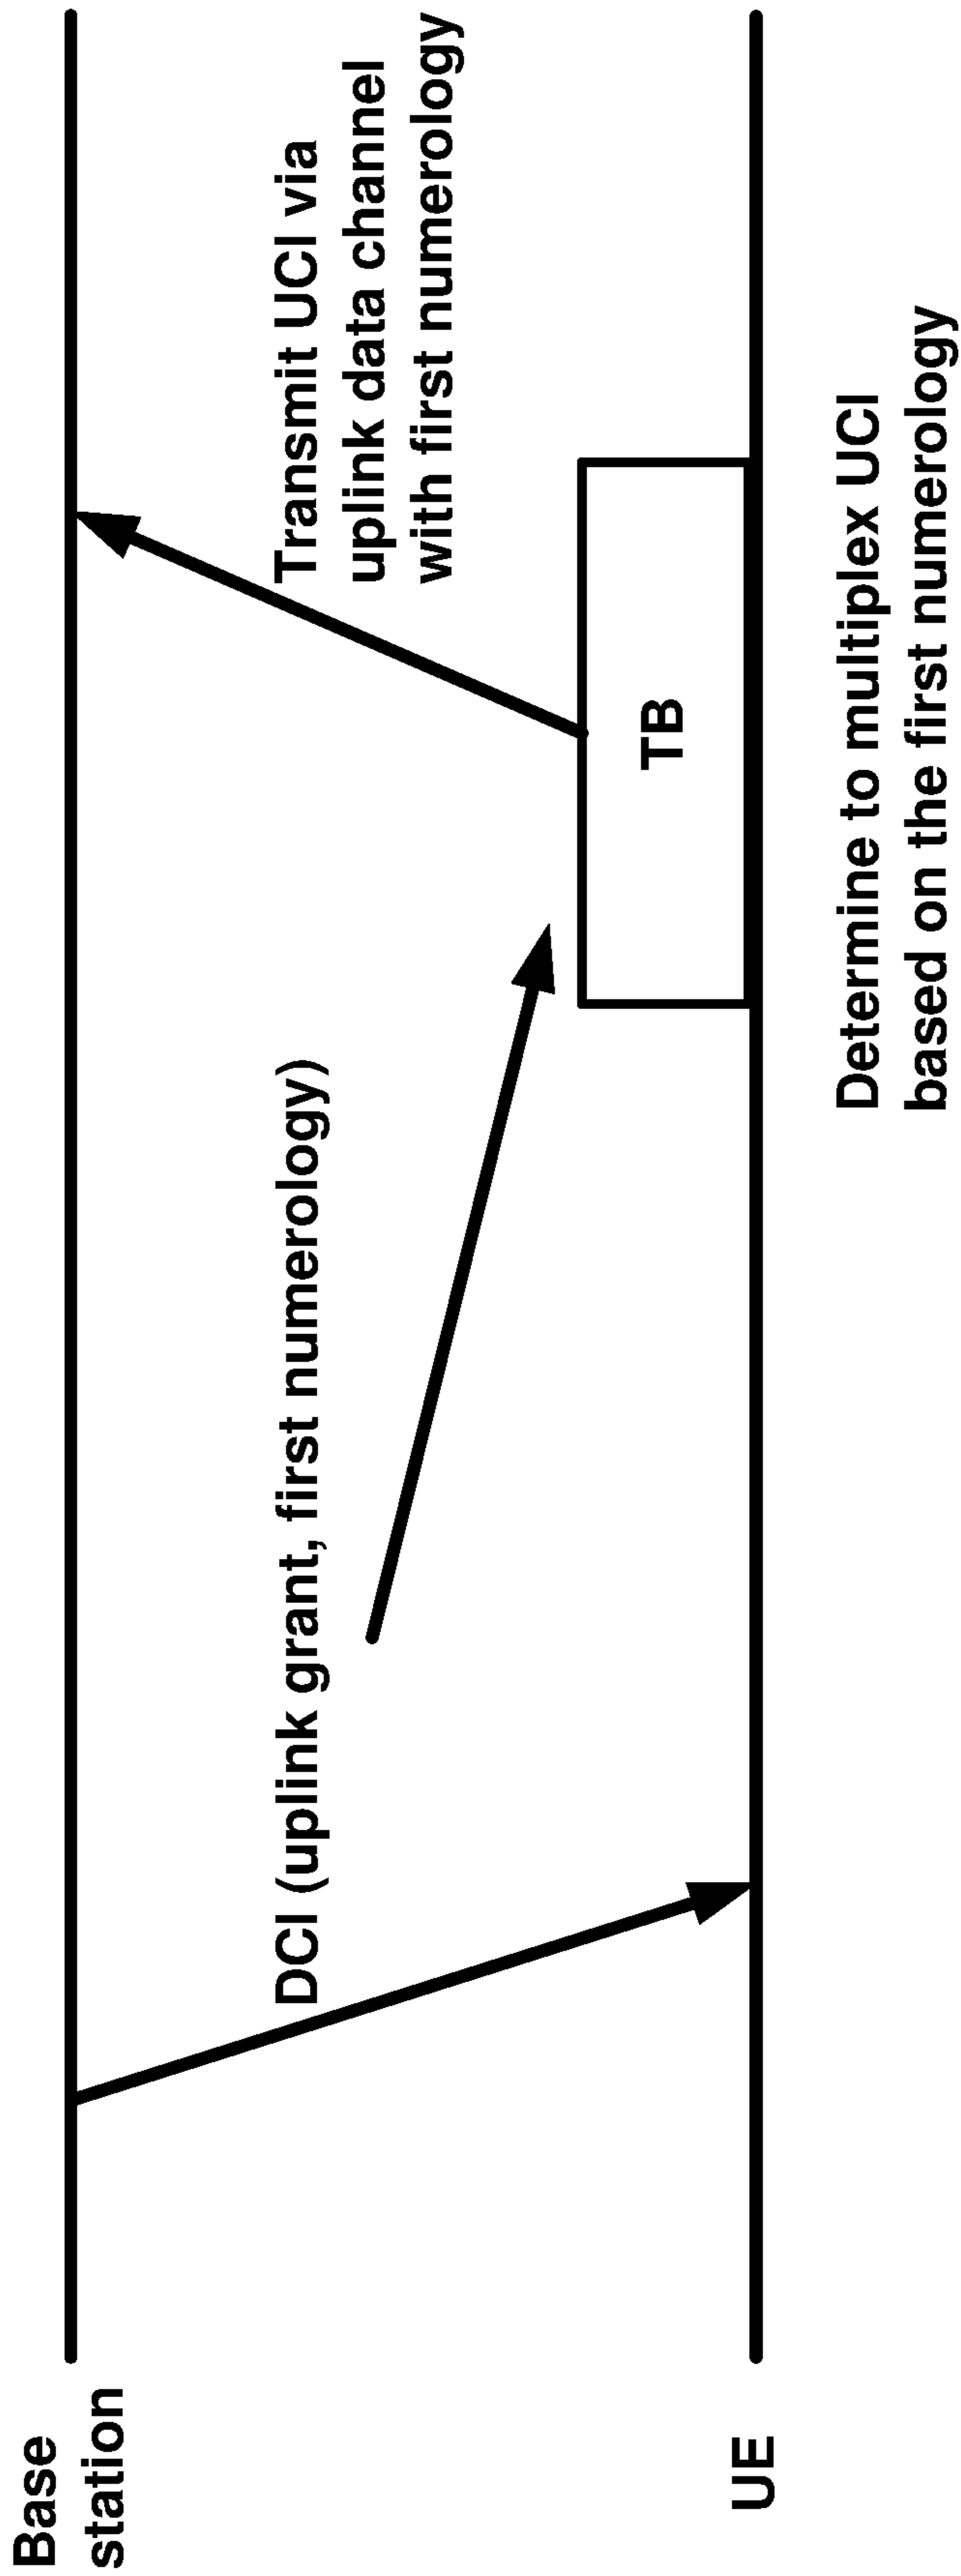 Base
station
DCI (uplink grant, first numerology)
Transmit UCI via
uplink data channel
with first numerology
TB
UE
Determine to multiplex UCI
based on the first numerology